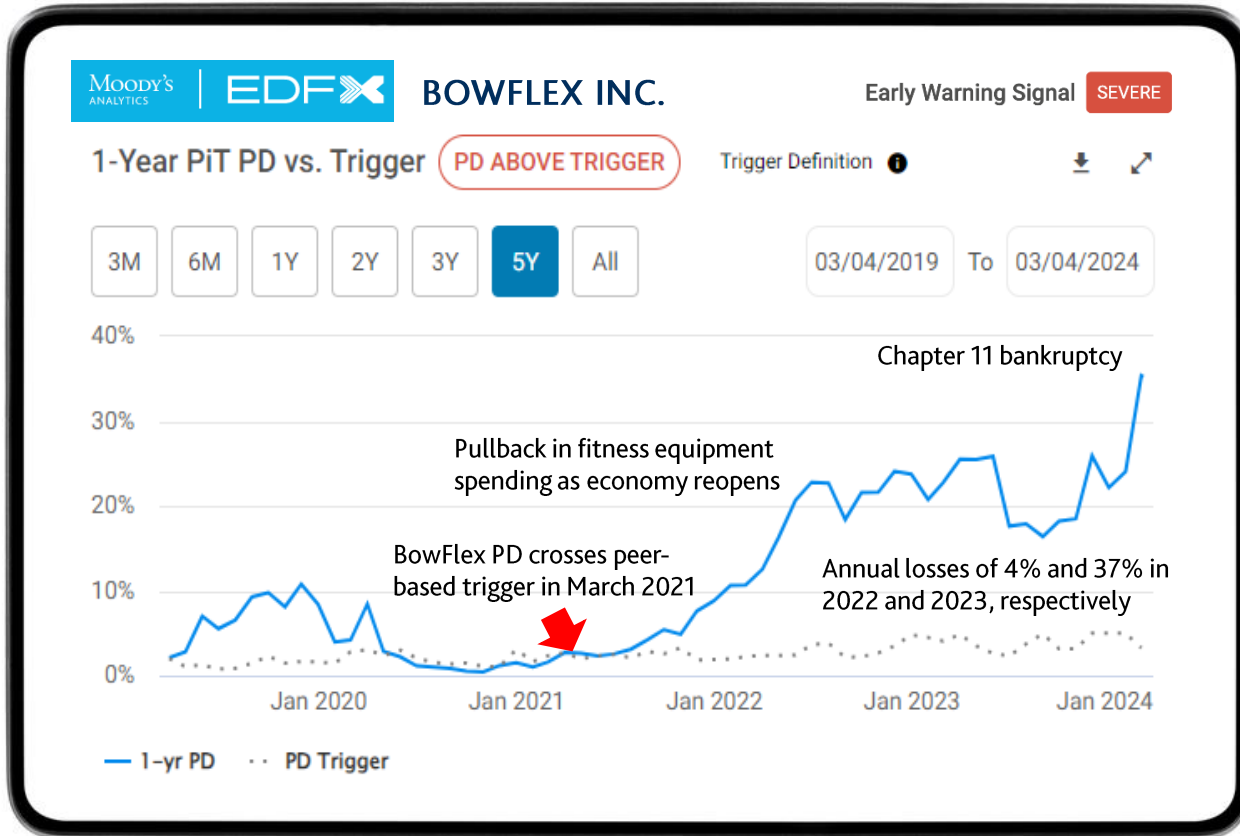 MOODY'S
ANALYTICS
EDFX
BOWFLEX INC.
Early Warning Signal
SEVERE
1-Year PiT PD vs. Trigger
PD ABOVE TRIGGER
Trigger Definition
3M
6M
1Y
2Y
3Y
5Y
All
03/04/2019
To
03/04/2024
40%
Chapter 11 bankruptcy
30%
Pullback in fitness equipment
spending as economy reopens
20%
BowFlex PD crosses peer-
based trigger in March 2021
Annual losses of 4% and 37% in
2022 and 2023, respectively
10%
0%
Jan 2020
Jan 2021
Jan 2022
Jan 2023
Jan 2024
1-yr PD
PD Trigger